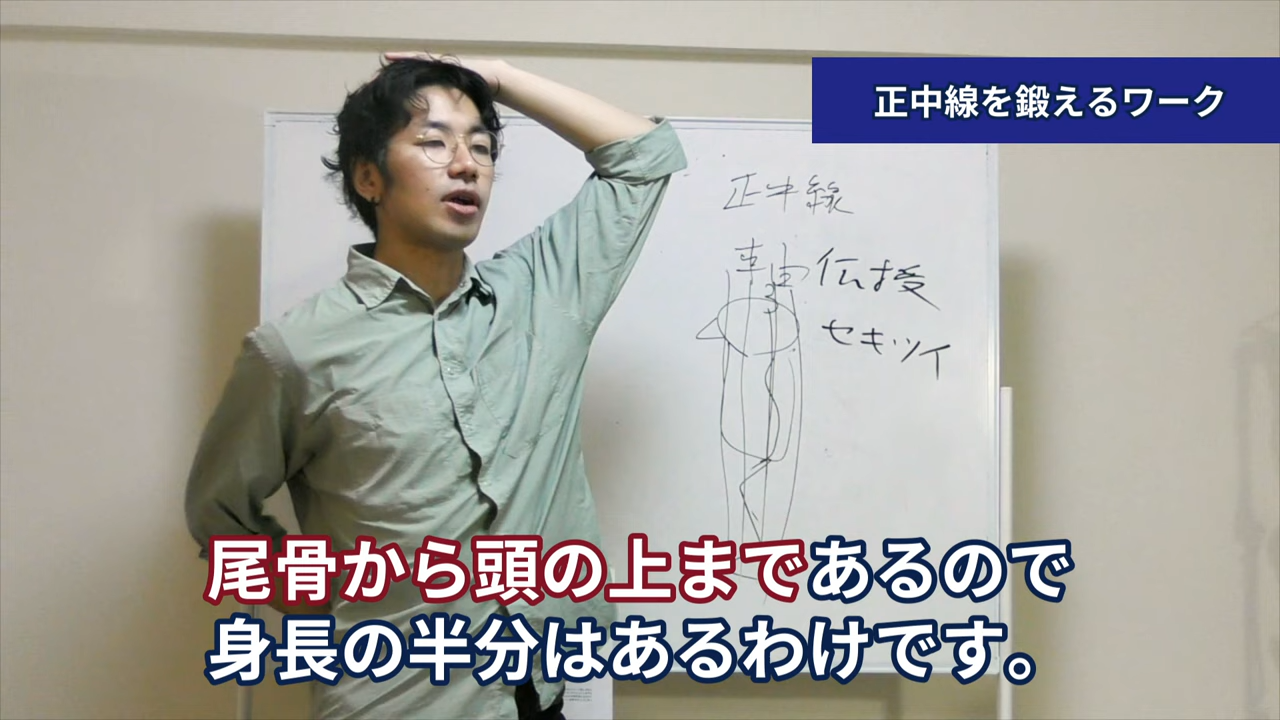 正中線を鍛えるワーク
正中線
軸 伝授
セキツイ
尾骨から頭の上まであるので
身長の半分はあるわけです。